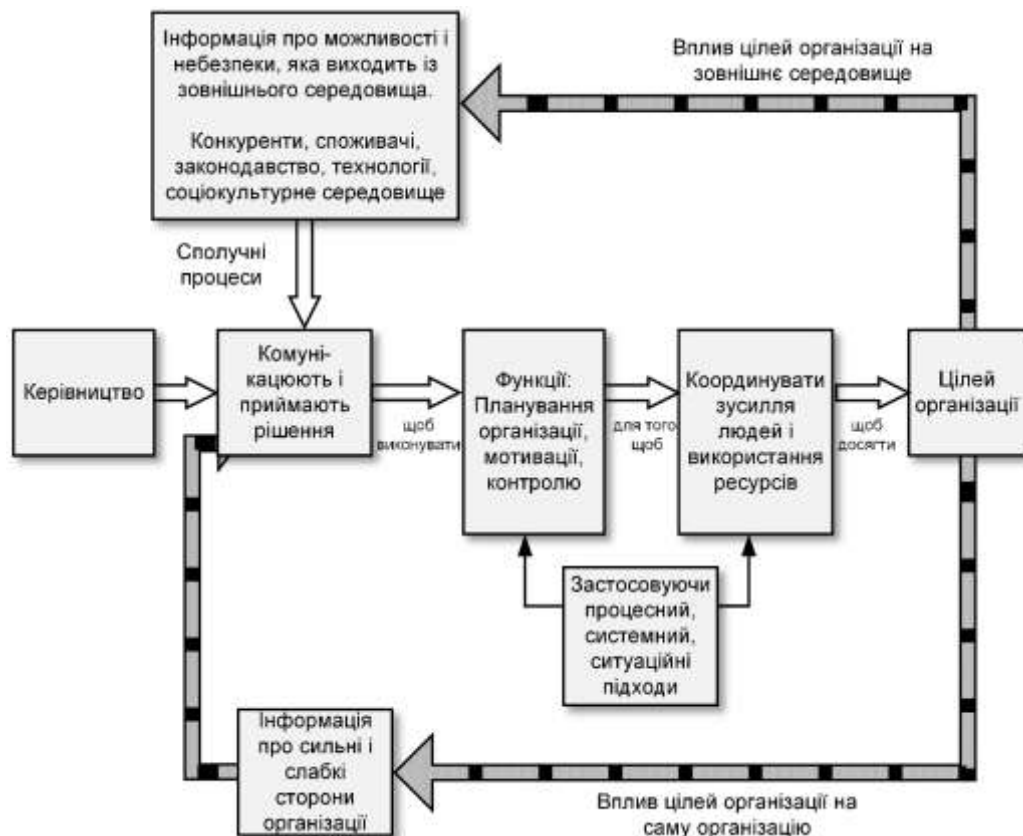 Інформація про можливості і
небезпеки, яка виходить із
зовнішнього середовища.
Конкуренти, споживачі,
законодавство, технології,
соціокультурне середовище
Вплив цілей організації на
зовнішнє середовище
Сполучні
процеси
Керівництво
Комуні-
кацюють і
приймають
рішення
щоб
виконувати
Функції:
Планування
організації,
мотивації,
контролю
для того
щоб
Координувати
зусилля
людей і
використання
ресурсів
щоб
досягти
Цілей
організації
Застосовуючи
процесний,
системний,
ситуаційні
підходи
Інформація
про сильні і
слабкі
сторони
організації
Вплив цілей організації на
саму організацію